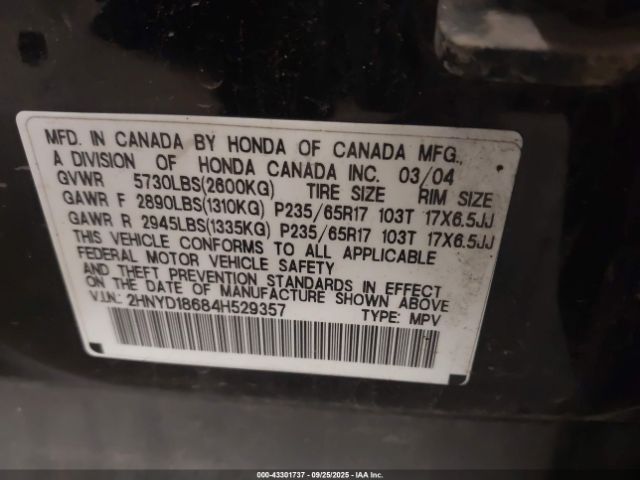 MFD. IN CANADA BY HONDA OF CANADA MFG.,
A DIVISION OF HONDA CANADA INC. 03/04
GVWR 5730LBS(2600KG) TIRE SIZE RIM SIZE
GAWR F 2890LBS(1310KG) P235/65R17 103T 17X6.5JJ
GAWR R 2945LBS(1335KG) P235/65R17 103T 17X6.5JJ
THIS VEHICLE CONFORMS TO ALL APPLICABLE
FEDERAL MOTOR VEHICLE SAFETY
AND THEFT PREVENTION STANDARDS IN EFFECT
ON THE DATE OF MANUFACTURE SHOWN ABOVE
V.I.N.: 2HNYD18684H529357 TYPE: MPV
000-43301737 - 09/25/2025 - IAA Inc.